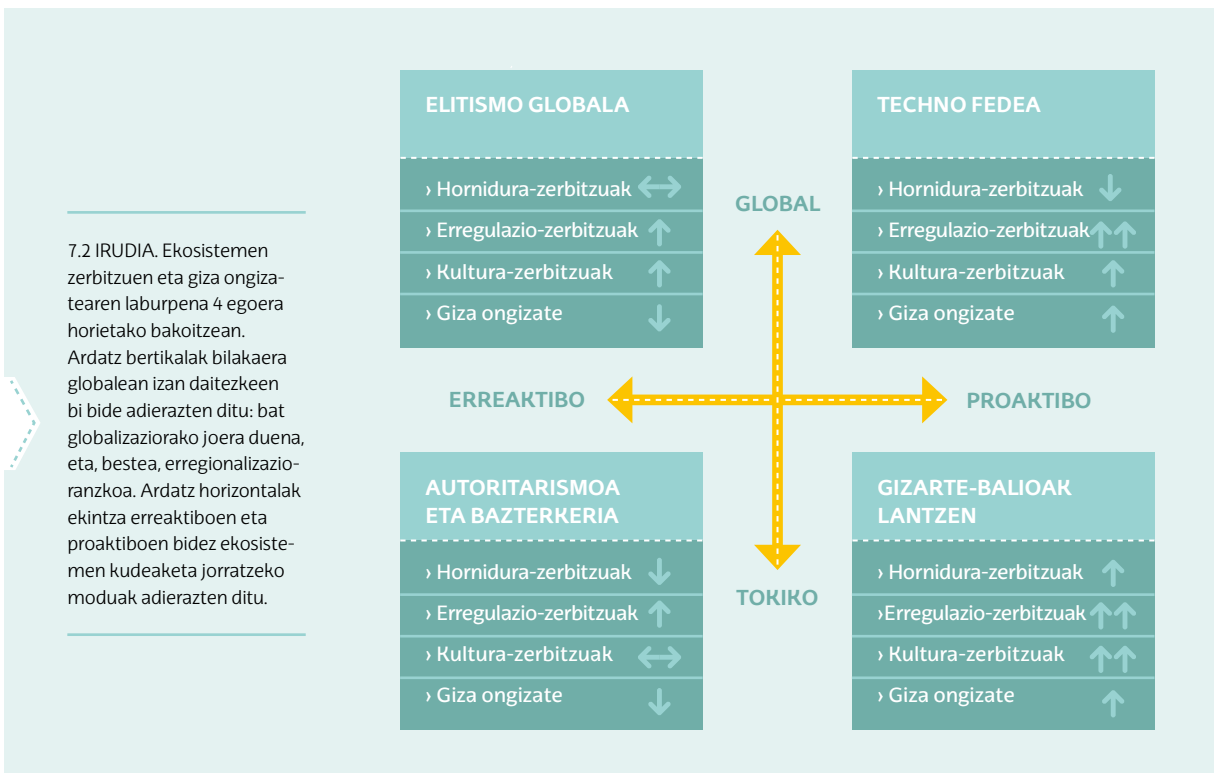 7.2 IRUDIA. Ekosistemen
zerbitzuen eta giza ongiza-
tearen laburpena 4 egoera
horietako bakoitzean.
Ardatz bertikalak bilakaera
globalean izan daitezkeen
bi bide adierazten ditu: bat
globalizaziorako joera duena,
eta, bestea, erregionalizazio-
ranzkoa. Ardatz horizontalak
ekintza erreaktiboen eta
proaktiboen bidez ekosiste-
men kudeaketa jorratzeko
moduak adierazten ditu.
ELITISMO GLOBALA
› Hornidura-zerbitzuak ↔
› Erregulazio-zerbitzuak ↑
› Kultura-zerbitzuak ↑
› Giza ongizate ↓
TECHNO FEDEA
› Hornidura-zerbitzuak ↓
› Erregulazio-zerbitzuak ↑↑
› Kultura-zerbitzuak ↑
› Giza ongizate ↑
GLOBAL
ERREAKTIBO
PROAKTIBO
TOKIKO
AUTORITARISMOA
ETA BAZTERKERIA
› Hornidura-zerbitzuak ↓
› Erregulazio-zerbitzuak ↑
› Kultura-zerbitzuak ↔
› Giza ongizate ↓
GIZARTE-BALIOAK
LANTZEN
› Hornidura-zerbitzuak ↑
›Erregulazio-zerbitzuak ↑↑
› Kultura-zerbitzuak ↑↑
› Giza ongizate ↑